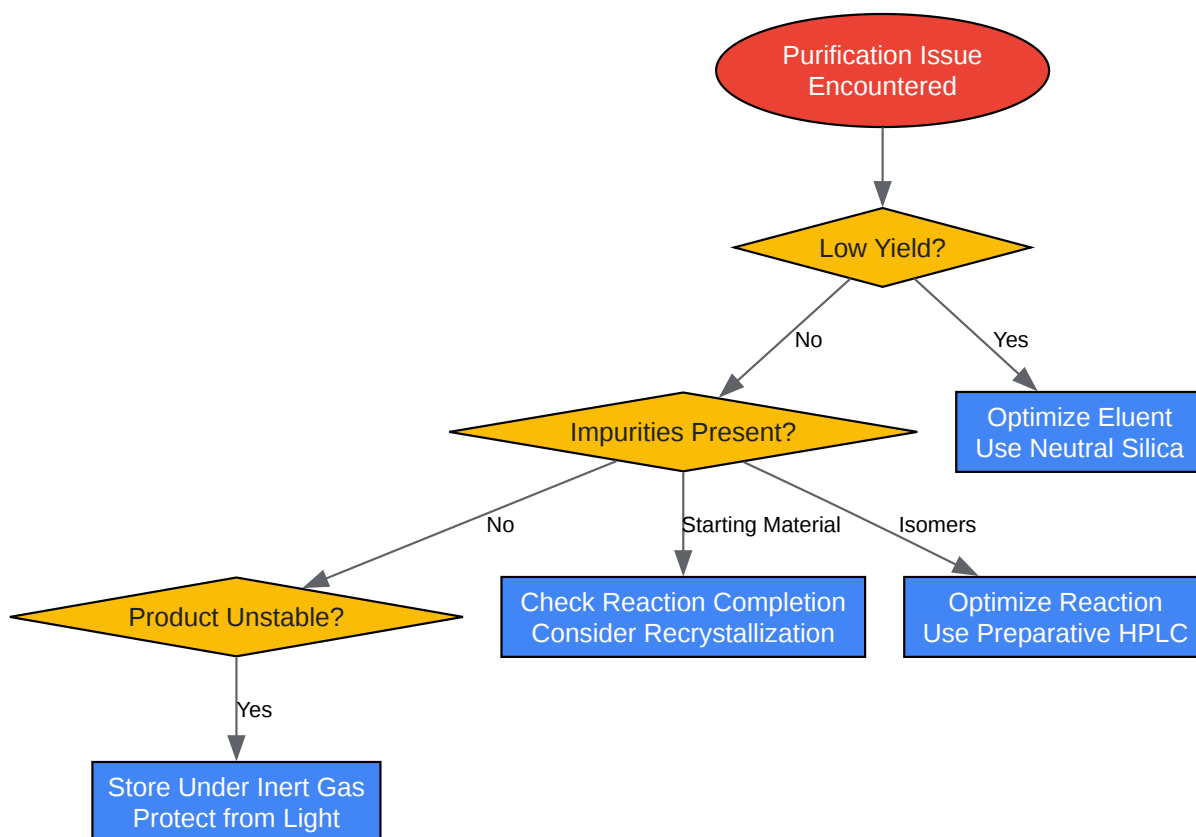 Purification Issue
Encountered
Low Yield?
No
Yes
Impurities Present?
Optimize Eluent
Use Neutral Silica
No
Starting Material
Isomers
Product Unstable?
Check Reaction Completion
Consider Recrystallization
Optimize Reaction
Use Preparative HPLC
Yes
Store Under Inert Gas
Protect from Light